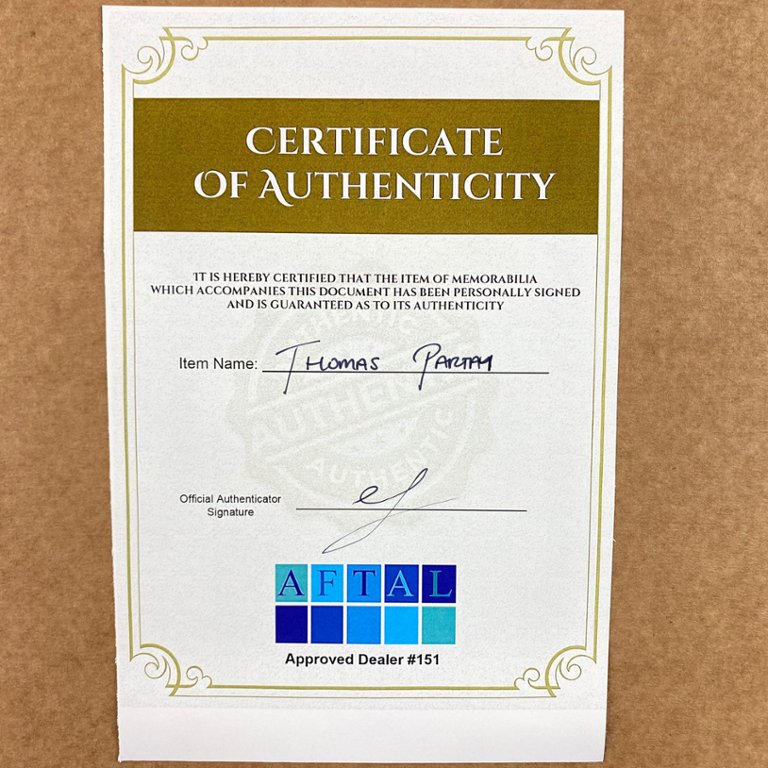 CERTIFICATE
OF AUTHENTICITY
IT IS HEREBY CERTIFIED THAT THE ITEM OF MEMORABILIA
WHICH ACCOMPANIES THIS DOCUMENT HAS BEEN PERSONALLY SIGNED
AND IS GUARANTEED AS TO ITS AUTHENTICITY
Item Name: THOMAS PARTEY
AUTHENTIC
AUTHENTIC
Official Authenticator
Signature
AFTAL
Approved Dealer #151